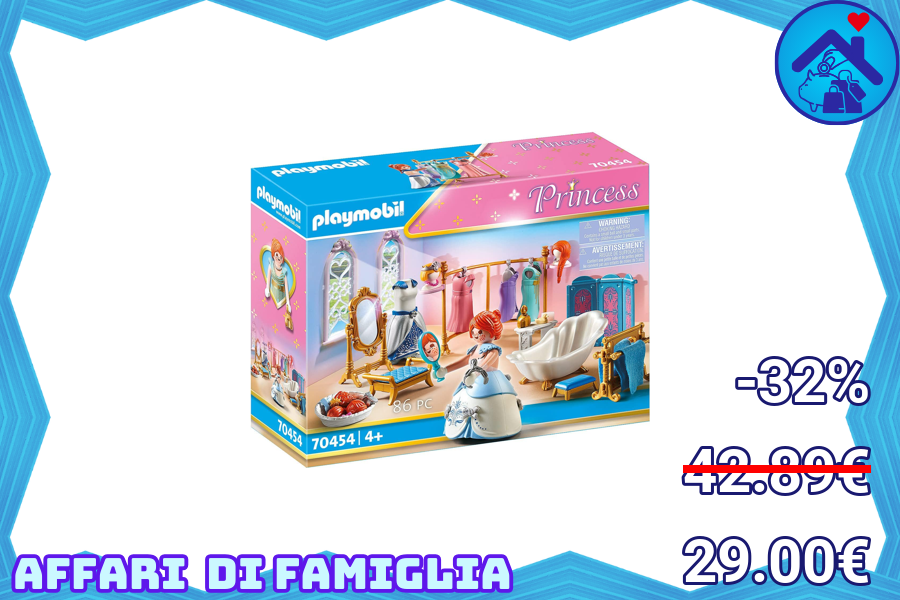 playmobil
Princess
70454
playmobil
playmobil
Princess
WARNING:
AVERTISSEMENT
86 PC
70454
70454 4+
-32%
42.89€
29.00€
AFFARI DI FAMIGLIA